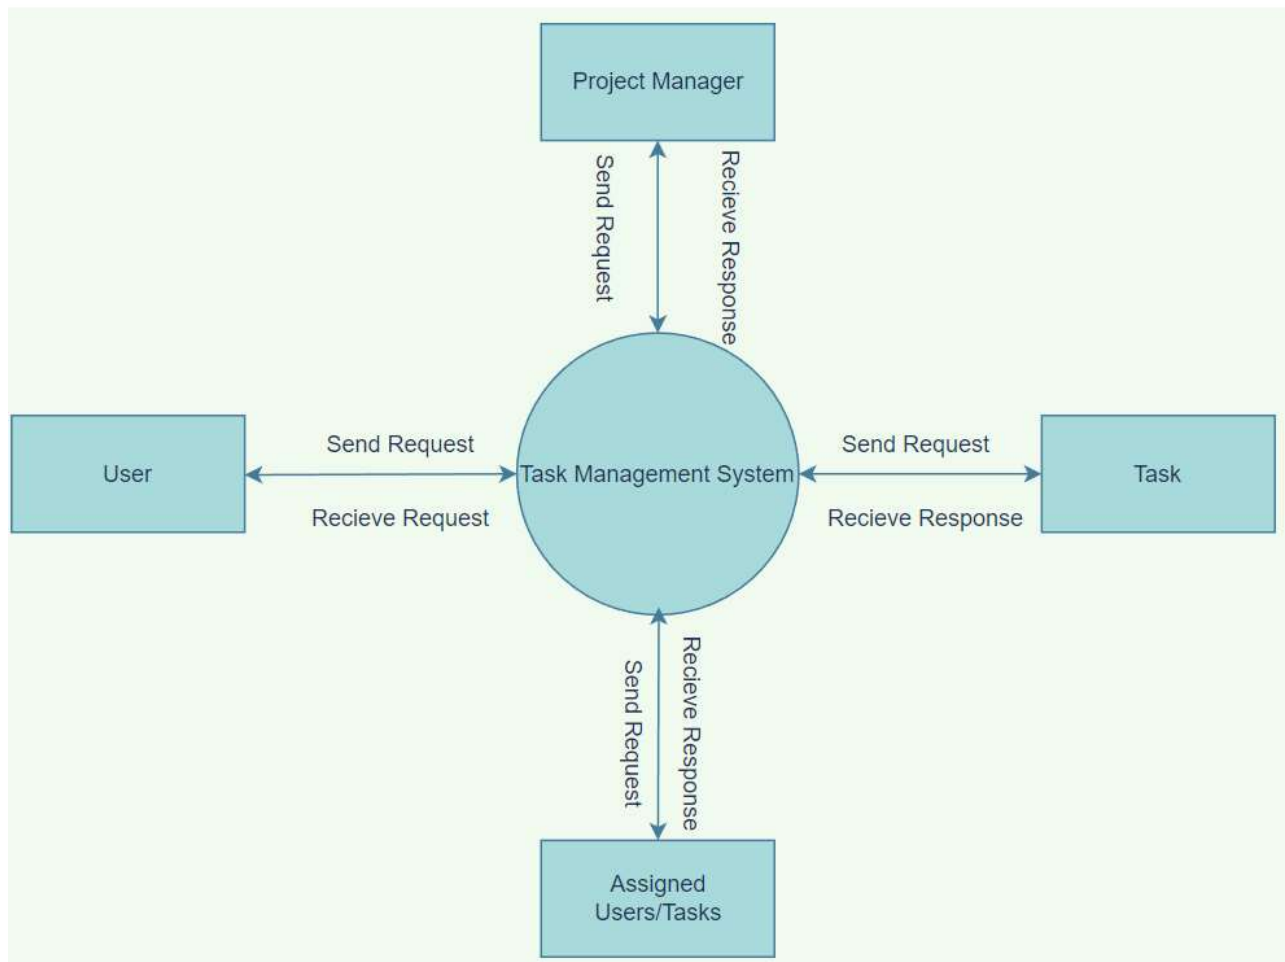 Project Manager
Send Request
Recieve Response
User
Send Request
Recieve Request
Task Management System
Send Request
Recieve Response
Task
Send Request
Recieve Response
Assigned
Users/Tasks